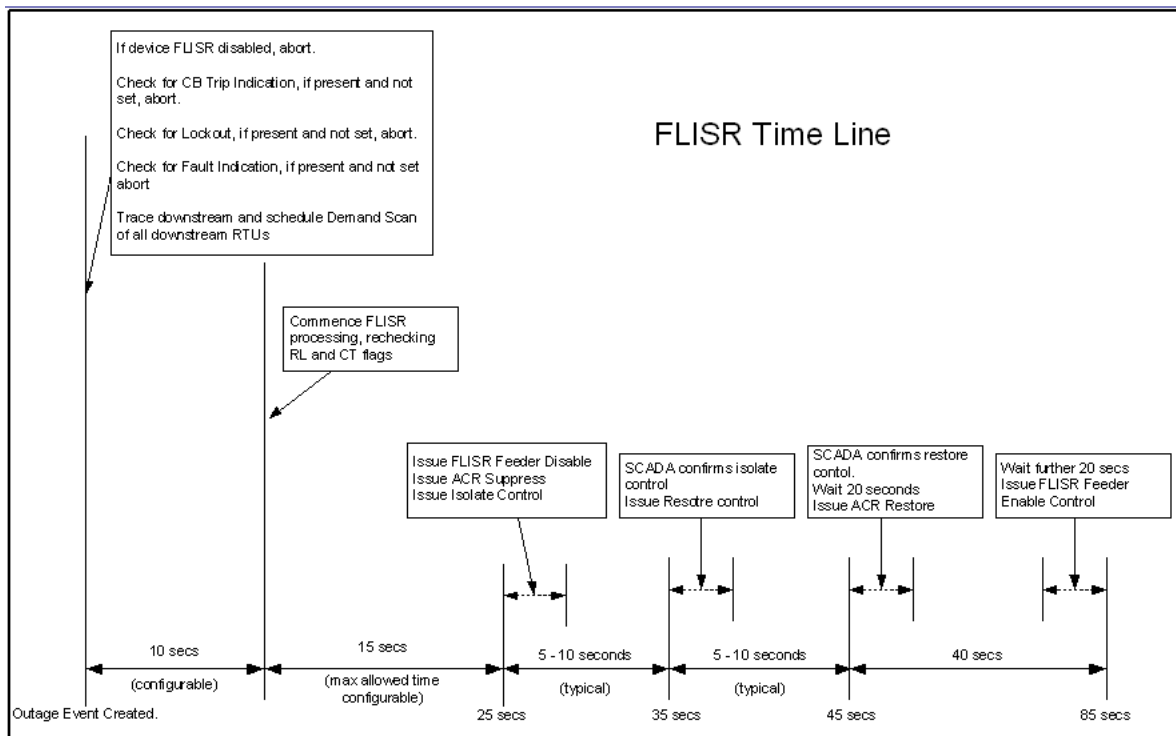 If device FLISR disabled, abort.
Check for CB Trip Indication, if present and not
set, abort.
Check for Lockout, if present and not set, abort.
Check for Fault Indication, if present and not set
abort
Trace downstream and schedule Demand Scan
of all downstream RTUs
FLISR Time Line
Commence FLISR
processing, rechecking
RL and CT flags
Issue FLISR Feeder Disable
Issue ACR Suppress
Issue Isolate Control
SCADA confirms isolate
control
Issue Resotre control
SCADA confirms restore
contol.
Wait 20 seconds
Issue ACR Restore
Wait further 20 secs
Issue FLISR Feeder
Enable Control
10 secs
(configurable)
15 secs
(max allowed time
configurable)
5 - 10 seconds
(typical)
5 - 10 seconds
(typical)
40 secs
Outage Event Created.
25 secs
35 secs
45 secs
85 secs